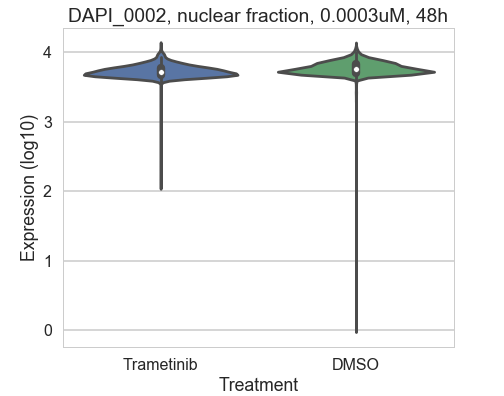 DAPI_0002, nuclear fraction, 0.0003uM, 48h
4
3
2
1
0
Expression (log10)
Trametinib
DMSO
Treatment